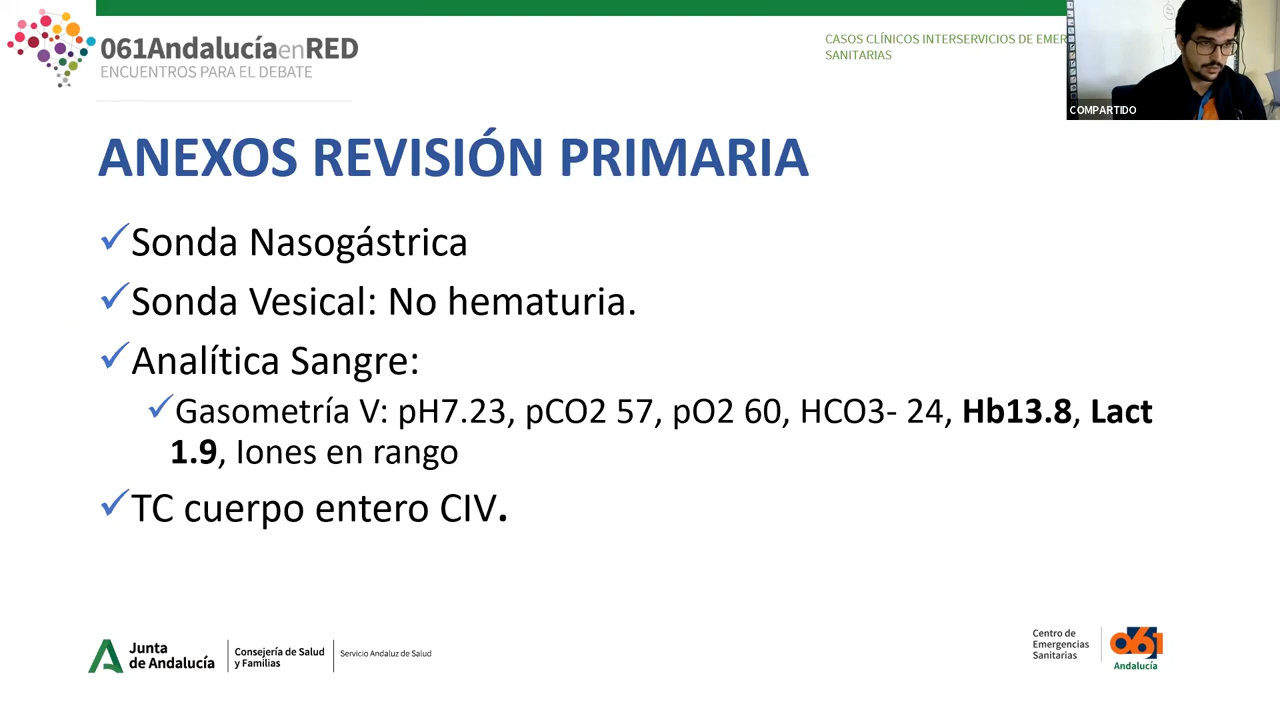 061AndalucíaenRED
ENCUENTROS PARA EL DEBATE
CASOS CLÍNICOS INTERSERVICIOS DE EMER
SANITARIAS
COMPARTIDO
ANEXOS REVISIÓN PRIMARIA
✓Sonda Nasogástrica
✓Sonda Vesical: No hematuria.
✓Analítica Sangre:
✓Gasometría V: pH7.23, pCO2 57, pO2 60, HCO3- 24, Hb13.8, Lact
1.9, Iones en rango
✓TC cuerpo entero CIV.
Junta
de Andalucía
Consejería de Salud
y Familias
Servicio Andaluz de Salud
Centro de
Emergencias
Sanitarias
061
Andalucía